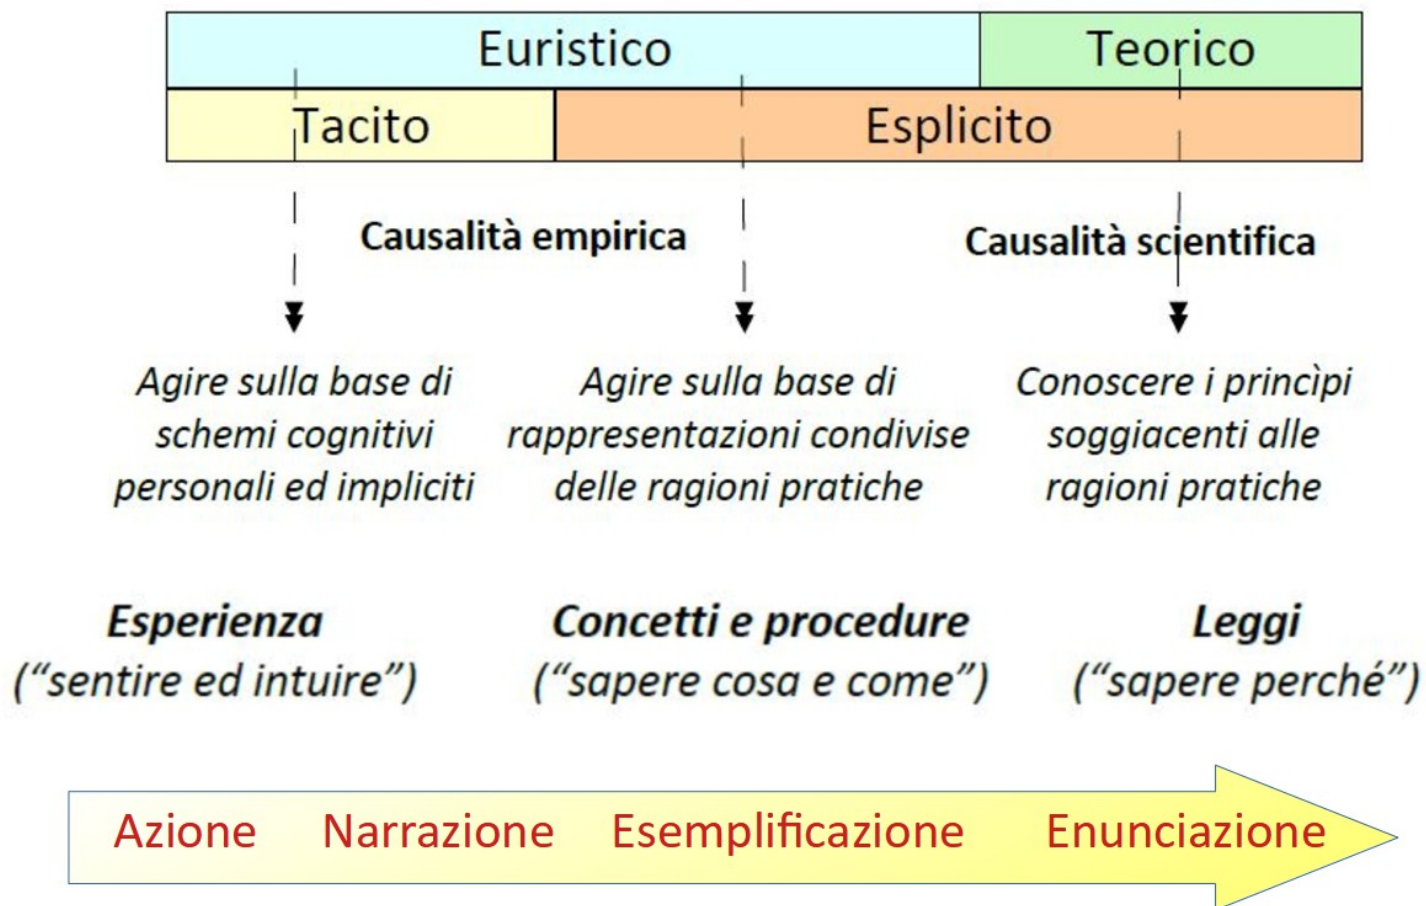 Euristico Teorico
Tacito Esplicito
Causalità empirica Causalità scientifica
Agire sulla base di
schemi cognitivi
personali ed impliciti
Agire sulla base di
rappresentazioni condivise
delle ragioni pratiche
Conoscere i princìpi
soggiacenti alle
ragioni pratiche
Esperienza
(“sentire ed intuire”)
Concetti e procedure
(“sapere cosa e come”)
Leggi
(“sapere perché”)
Azione Narrazione Esemplificazione Enunciazione